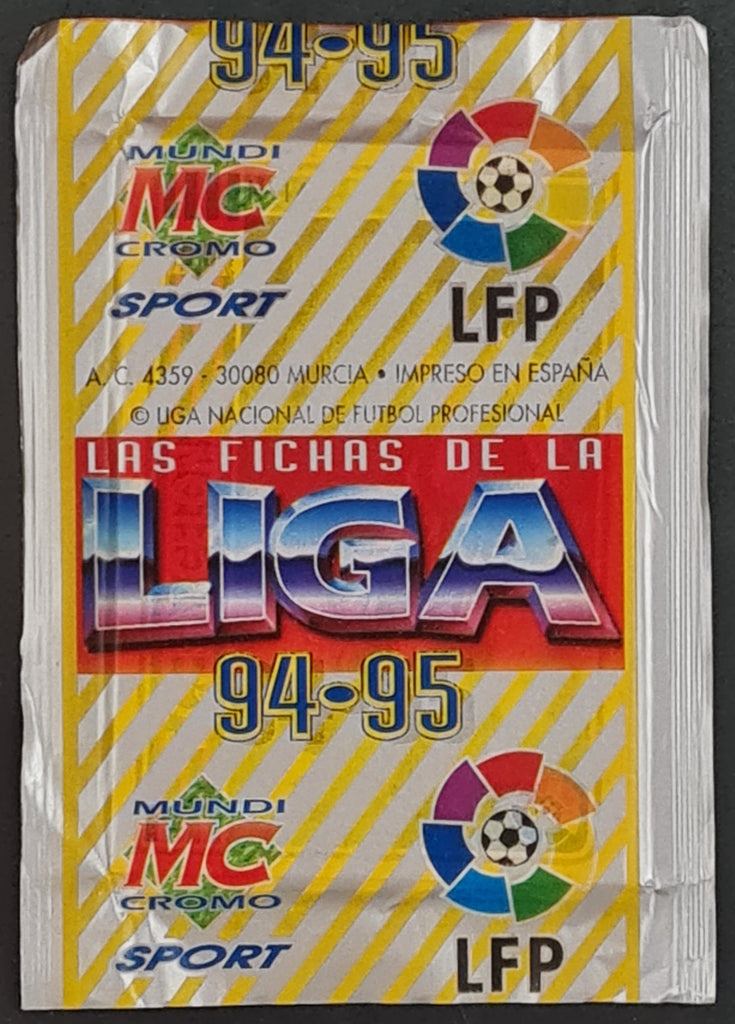 94•95
MUNDI
MC
CROMO
SPORT
LFP
A. C. 4359 - 30080 MURCIA • IMPRESO EN ESPAÑA
© LIGA NACIONAL DE FUTBOL PROFESIONAL
LAS FICHAS DE LA
LIGA
94•95
MUNDI
MC
CROMO
SPORT
LFP